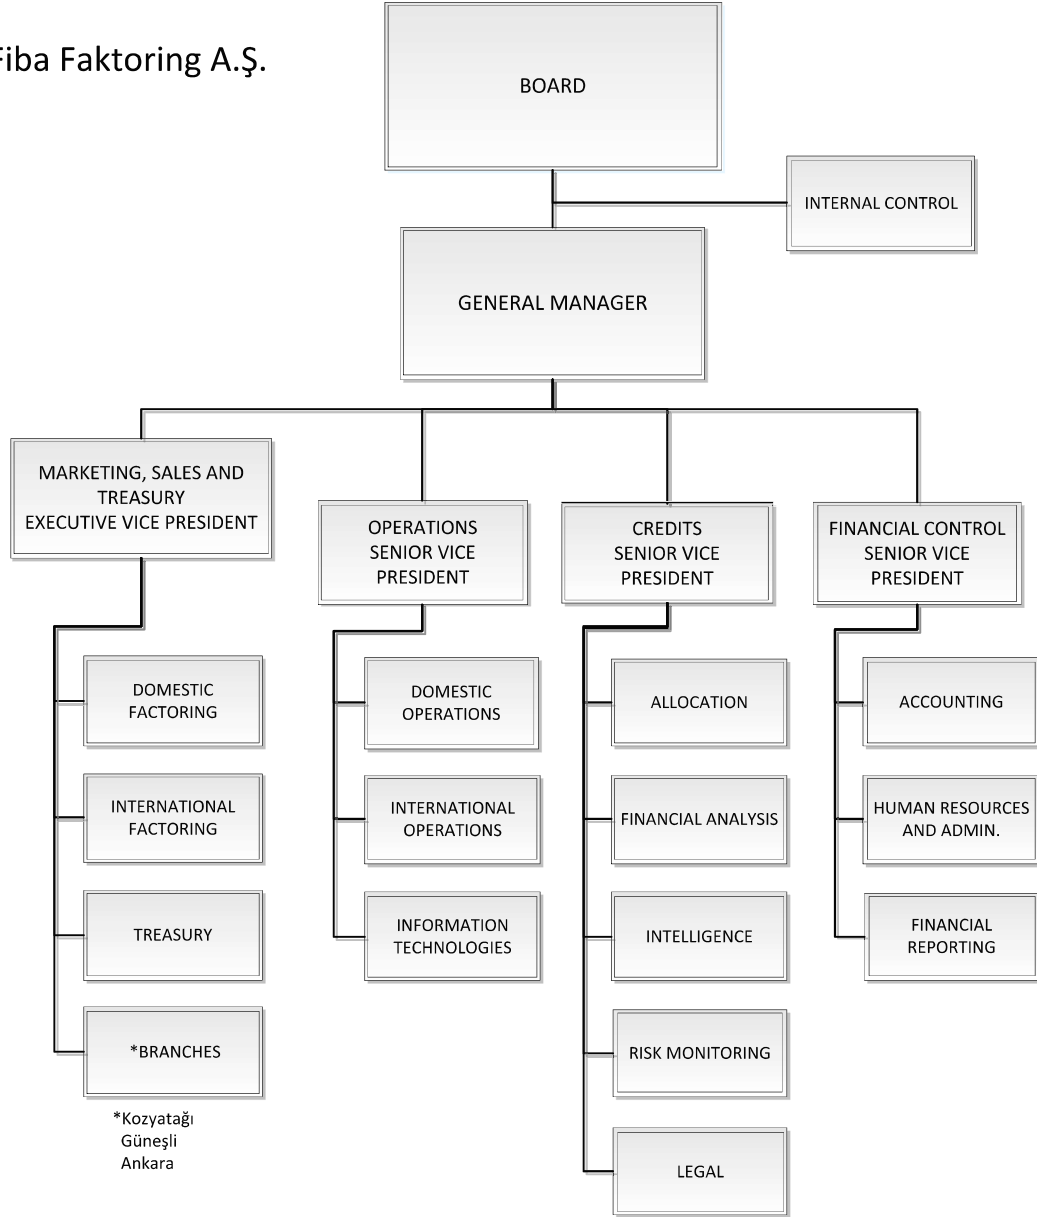 Fiba Faktoring A.Ş.
BOARD
INTERNAL CONTROL
GENERAL MANAGER
MARKETING, SALES AND
TREASURY
EXECUTIVE VICE PRESIDENT
OPERATIONS
SENIOR VICE
PRESIDENT
CREDITS
SENIOR VICE
PRESIDENT
FINANCIAL CONTROL
SENIOR VICE
PRESIDENT
DOMESTIC
FACTORING
INTERNATIONAL
FACTORING
TREASURY
*BRANCHES
*Kozyatağı
Güneşli
Ankara
DOMESTIC
OPERATIONS
INTERNATIONAL
OPERATIONS
INFORMATION
TECHNOLOGIES
ALLOCATION
FINANCIAL ANALYSIS
INTELLIGENCE
RISK MONITORING
LEGAL
ACCOUNTING
HUMAN RESOURCES
AND ADMIN.
FINANCIAL
REPORTING